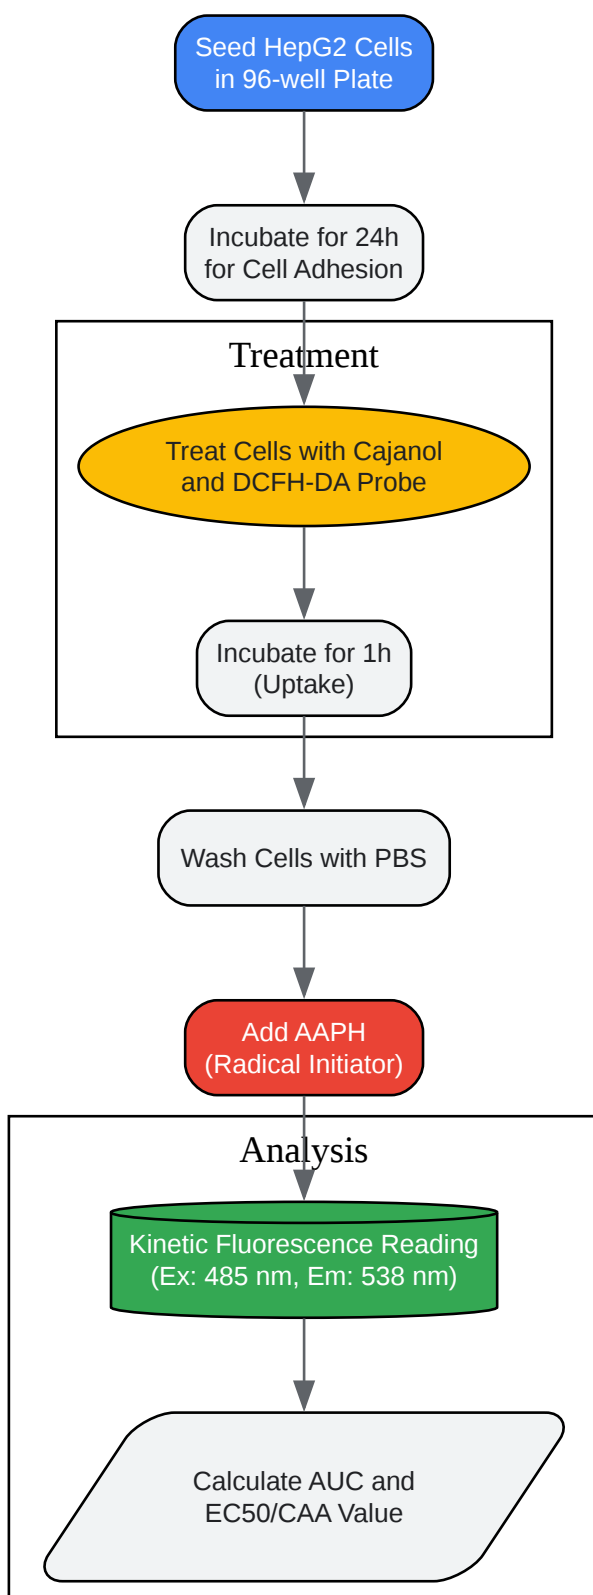 Seed HepG2 Cells
in 96-well Plate
Incubate for 24h
for Cell Adhesion
Treatment
Treat Cells with Cajanol
and DCFH-DA Probe
Incubate for 1h
(Uptake)
Wash Cells with PBS
Add AAPH
(Radical Initiator)
Analysis
Kinetic Fluorescence Reading
(Ex: 485 nm, Em: 538 nm)
Calculate AUC and
EC50/CAA Value